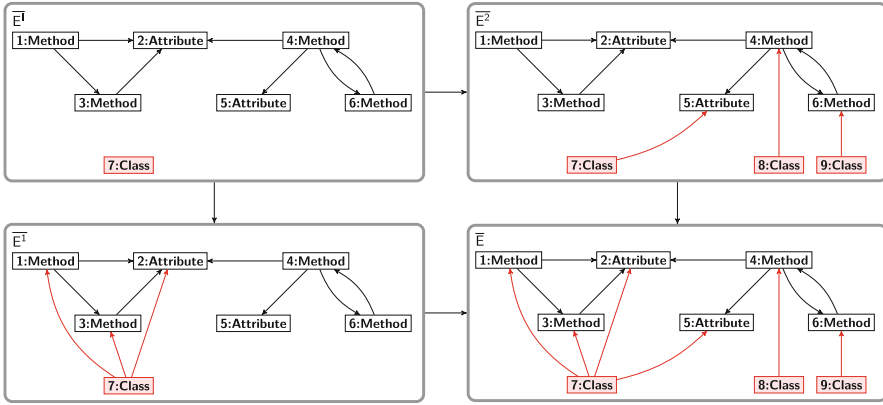 E^I
1:Method 2:Attribute 4:Method
3:Method 5:Attribute 6:Method
7:Class
E^2
1:Method 2:Attribute 4:Method
3:Method 5:Attribute 6:Method
7:Class 8:Class 9:Class
E^1
1:Method 2:Attribute 4:Method
3:Method 5:Attribute 6:Method
7:Class
E
1:Method 2:Attribute 4:Method
3:Method 5:Attribute 6:Method
7:Class 8:Class 9:Class